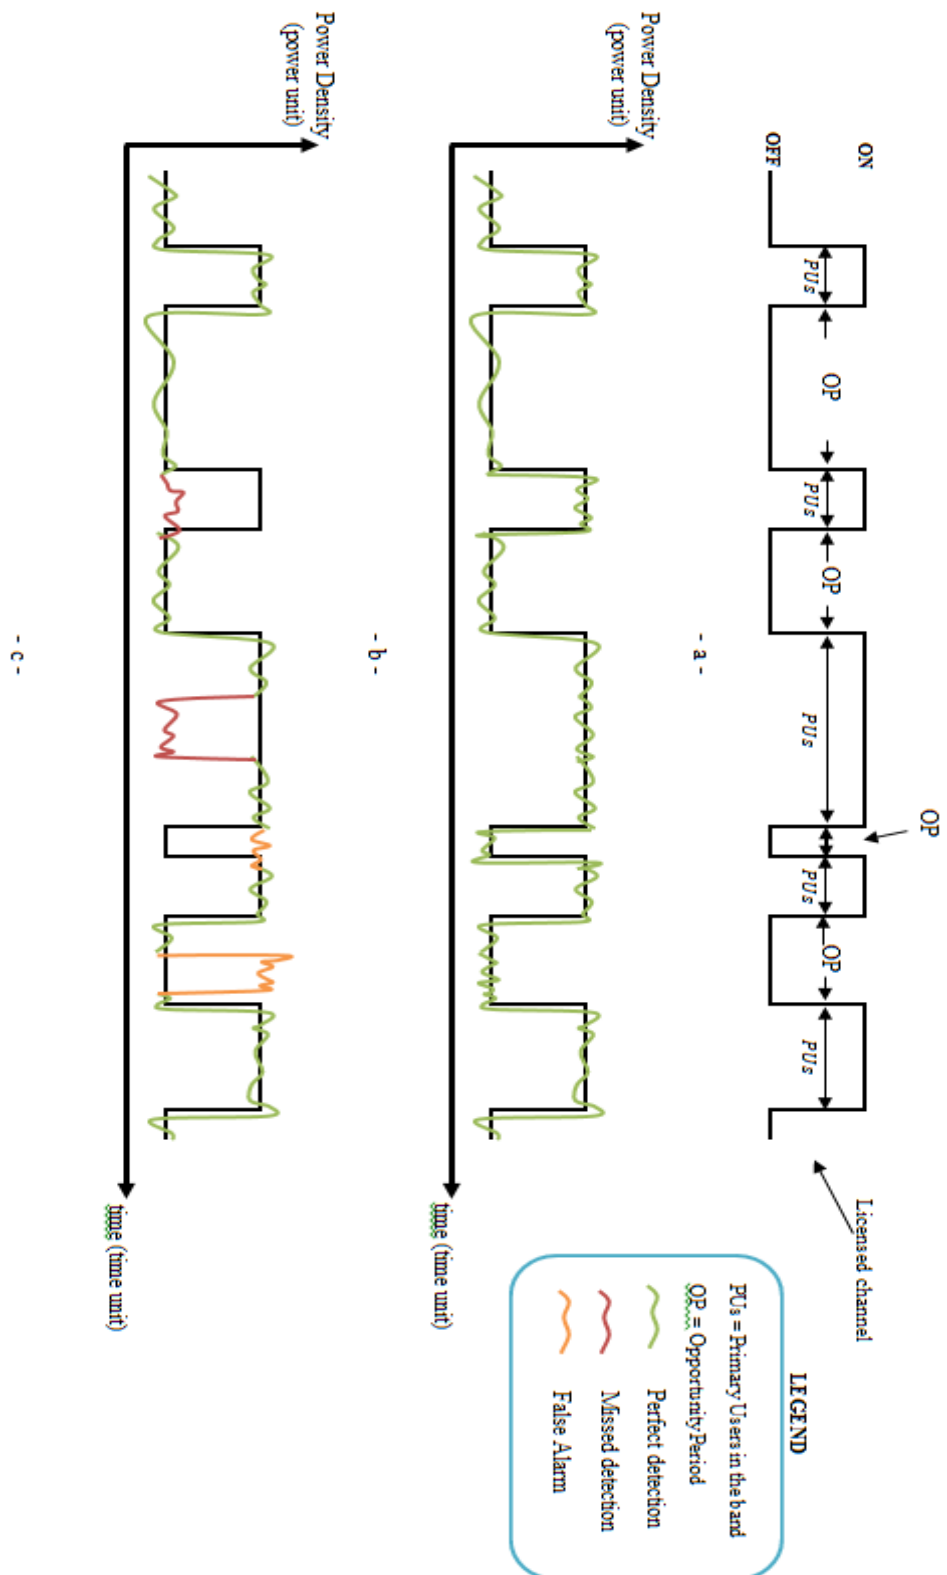 OP
Licensed channel
ON
OFF
PUs
OP
PUs
OP
PUs
PUs
OP
PUs
- a -
Power Density
(power unit)
time (time unit)
- b -
Power Density
(power unit)
time (time unit)
- c -
LEGEND
PUs = Primary Users in the band
OP = Opportunity Period
Perfect detection
Missed detection
False Alarm